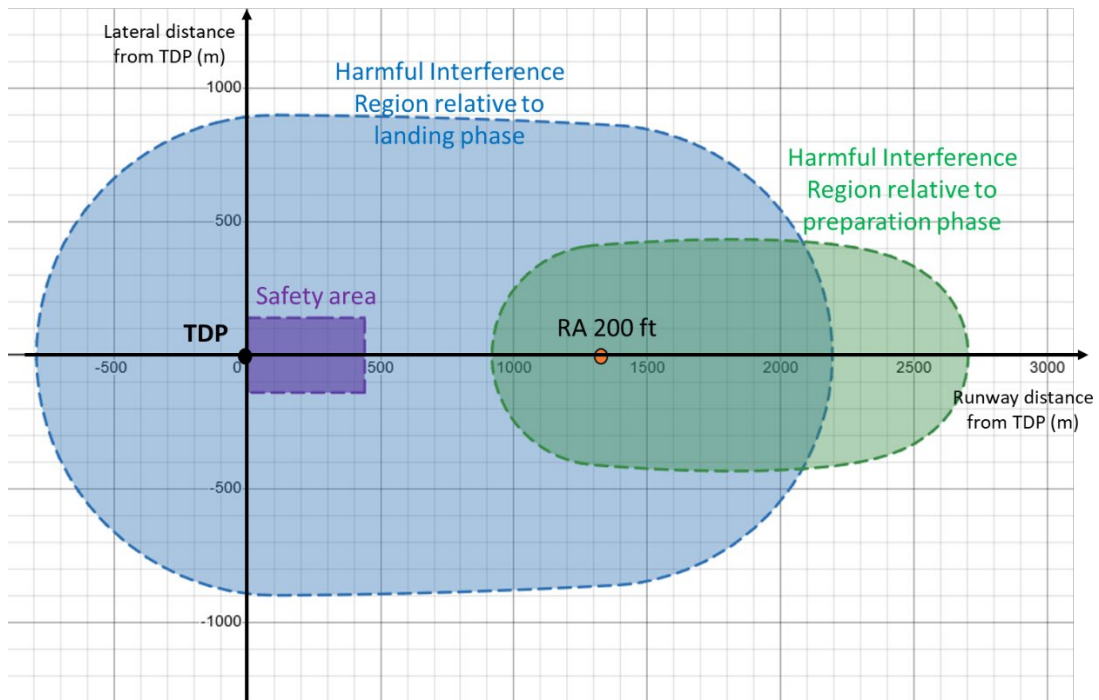 Lateral distance
from TDP (m)
1000
Harmful Interference
Region relative to
landing phase
Harmful Interference
Region relative to
preparation phase
500
Safety area
TDP
RA 200 ft
-500
0
500
1000
1500
2000
2500
3000
Runway distance
from TDP (m)
-500
-1000